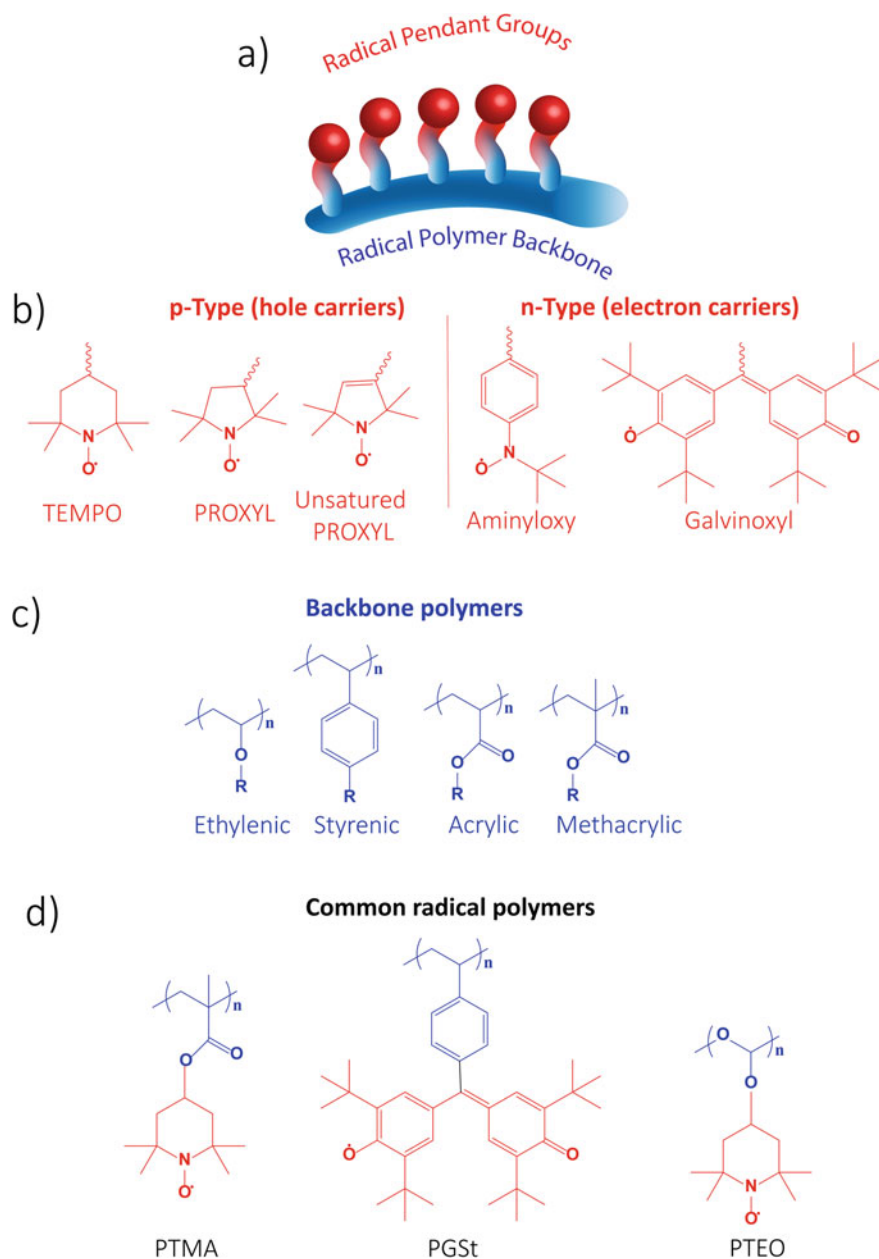 a)
Radical Pendant Groups
Radical Polymer Backbone
b)
p-Type (hole carriers)
n-Type (electron carriers)
N
O•
TEMPO
N
O•
PROXYL
N
O•
Unsatured
PROXYL
N
O•
Aminyloxy
O•
O
Galvinoxyl
c)
Backbone polymers
n
O
R
Ethylenic
n
R
Styrenic
n
O
O
R
Acrylic
n
O
O
R
Methacrylic
d)
Common radical polymers
n
O
O
N
O•
PTMA
n
O•
O
PGSt
O
n
O
N
O•
PTEO